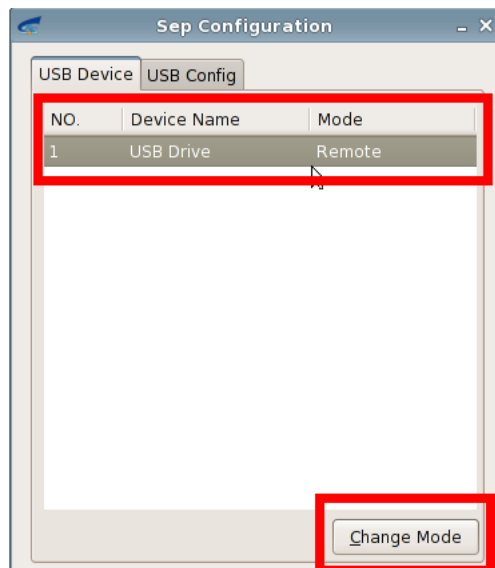 Sep Configuration
USB Device USB Config
NO. Device Name Mode
1 USB Drive Remote
Change Mode